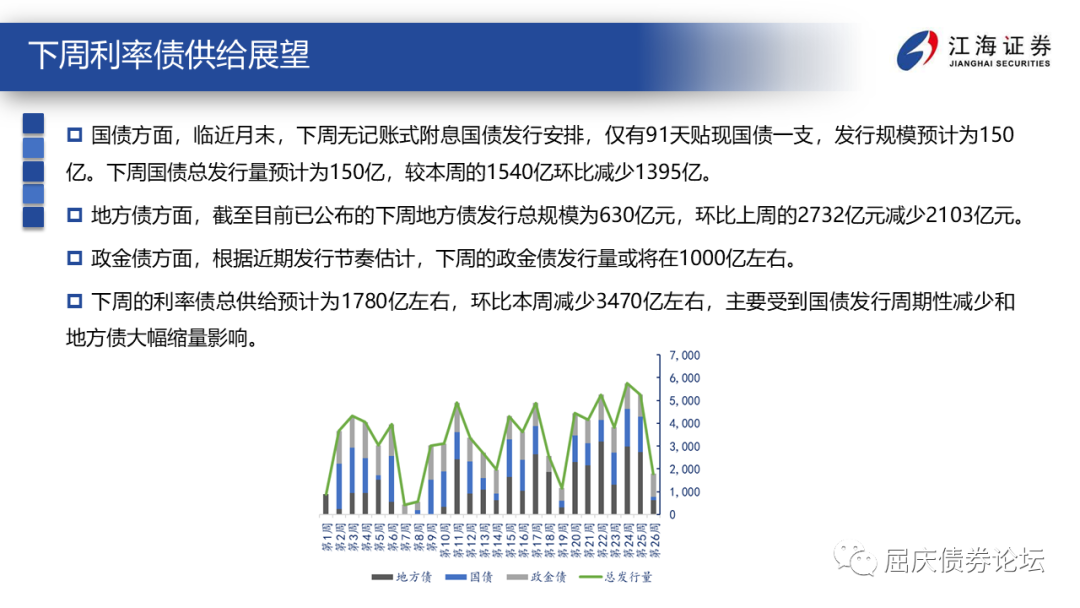 下周利率债供给展望
江海证券
JIANGHAI SECURITIES
国债方面，临近月末，下周无记账式附息国债发行安排，仅有91天贴现国债一支，发行规模预计为150
亿。下周国债总发行量预计为150亿，较本周的1540亿环比减少1395亿。
地方债方面，截至目前已公布的下周地方债发行总规模为630亿元，环比上周的2732亿元减少2103亿元。
政金债方面，根据近期发行节奏估计，下周的政金债发行量或将在1000亿左右。
下周的利率债总供给预计为1780亿左右，环比本周减少3470亿左右，主要受到国债发行周期性减少和
地方债大幅缩量影响。
7,000
6,000
5,000
4,000
3,000
2,000
1,000
0
第1周
第2周
第3周
第4周
第5周
第6周
第7周
第8周
第9周
第10周
第11周
第12周
第13周
第14周
第15周
第16周
第17周
第18周
第19周
第20周
第21周
第22周
第23周
第24周
第25周
第26周
地方债 国债 政金债 总发行量
屈庆债券论坛